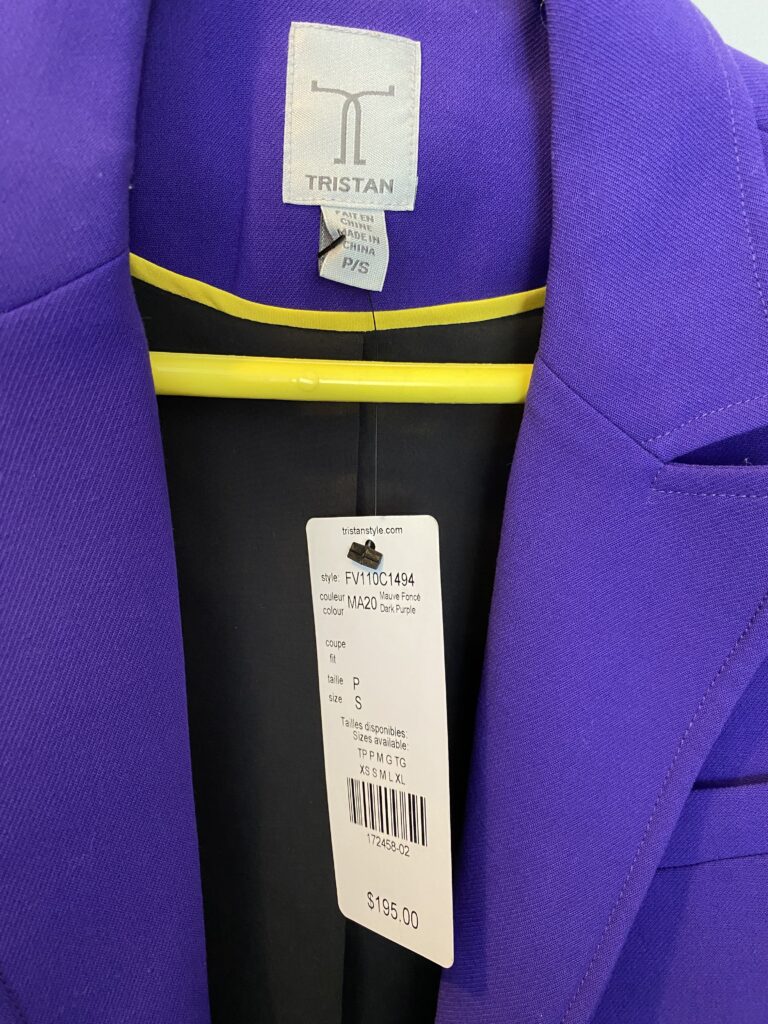 TRISTAN
FAIT EN
CHINE
MADE IN
CHINA
P/S
tristanstyle.com
style: FV110C1494
couleur
colour
MA20
Mauve Foncé
Dark Purple
coupe
fit
taille P
size S
Tailles disponibles:
Sizes available:
TP P M G TG
XS S M L XL
172458-02
$195.00